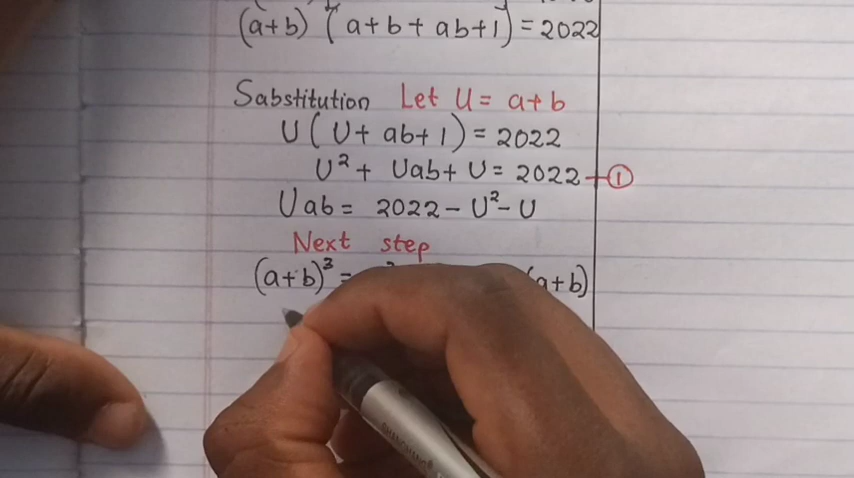 (a+b) (a+b+ab+1) = 2022
Sabstitution Let U = a+b
U(U+ab+1) = 2022
U² + Uab + U = 2022 —①
Uab = 2022 - U² - U
Next step
(a+b)³ = (a+b)